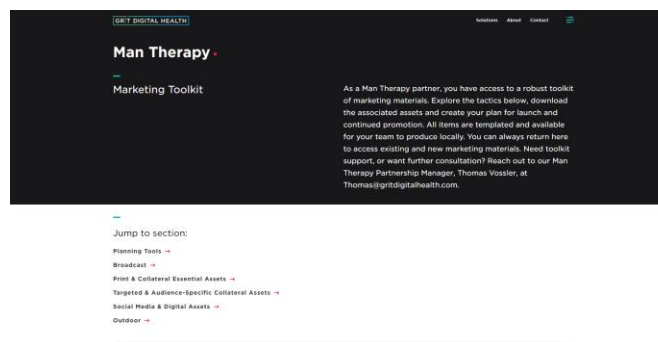 GRIT DIGITAL HEALTH
Solutions About Contact
Man Therapy
Marketing Toolkit
As a Man Therapy partner, you have access to a robust toolkit
of marketing materials. Explore the tactics below, download
the associated assets and create your plan for launch and
continued promotion. All items are templated and available
for your team to produce locally. You can always return here
to access existing and new marketing materials. Need toolkit
support, or want further consultation? Reach out to our Man
Therapy Partnership Manager, Thomas Vossler, at
Thomas@gritdigitalhealth.com.
Jump to section:
Planning Tools →
Broadcast →
Print & Collateral Essential Assets →
Targeted & Audience-Specific Collateral Assets →
Social Media & Digital Assets →
Outdoor →